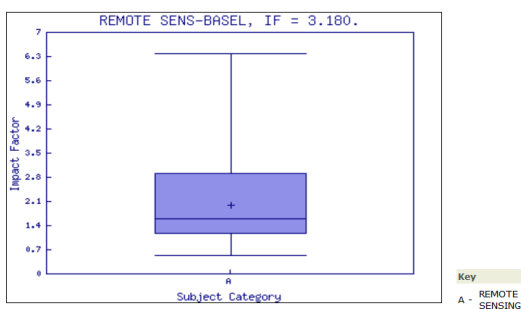 REMOTE SENS-BASEL, IF = 3.180.
7
6.3
5.6
4.9
4.2
3.5
2.8
2.1
1.4
0.7
0
Impact Factor
A
Subject Category
Key
A - REMOTE
SENSING